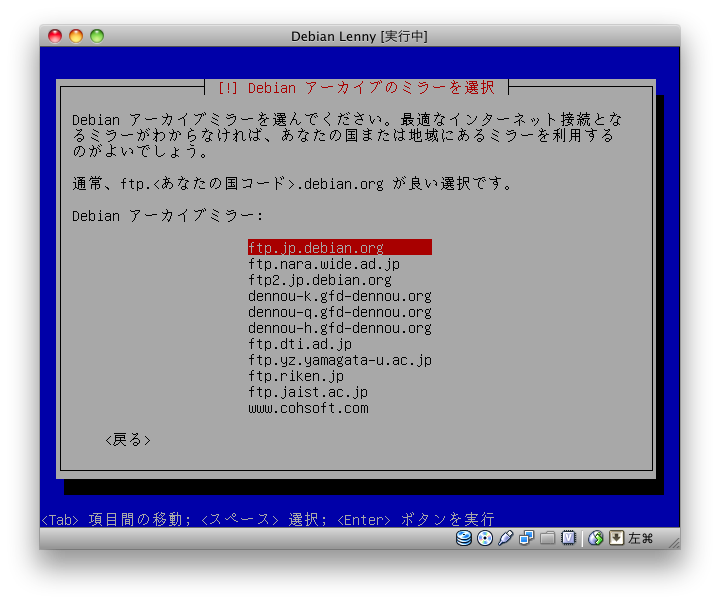 Debian Lenny [実行中]
[!] Debian アーカイブのミラーを選択
Debian アーカイブミラーを選んでください。最適なインターネット接続とな
るミラーがわからなければ、あなたの国または地域にあるミラーを利用する
のがよいでしょう。
通常、ftp.<あなたの国コード>.debian.org が良い選択です。
Debian アーカイブミラー:
ftp.jp.debian.org
ftp.nara.wide.ad.jp
ftp2.jp.debian.org
dennou-k.gfd-dennou.org
dennou-q.gfd-dennou.org
dennou-h.gfd-dennou.org
ftp.dti.ad.jp
ftp.yz.yamagata-u.ac.jp
ftp.riken.jp
ftp.jaist.ac.jp
www.cohsoft.com
<戻る>
<Tab> 項目間の移動; <スペース> 選択; <Enter> ボタンを実行
左⌘